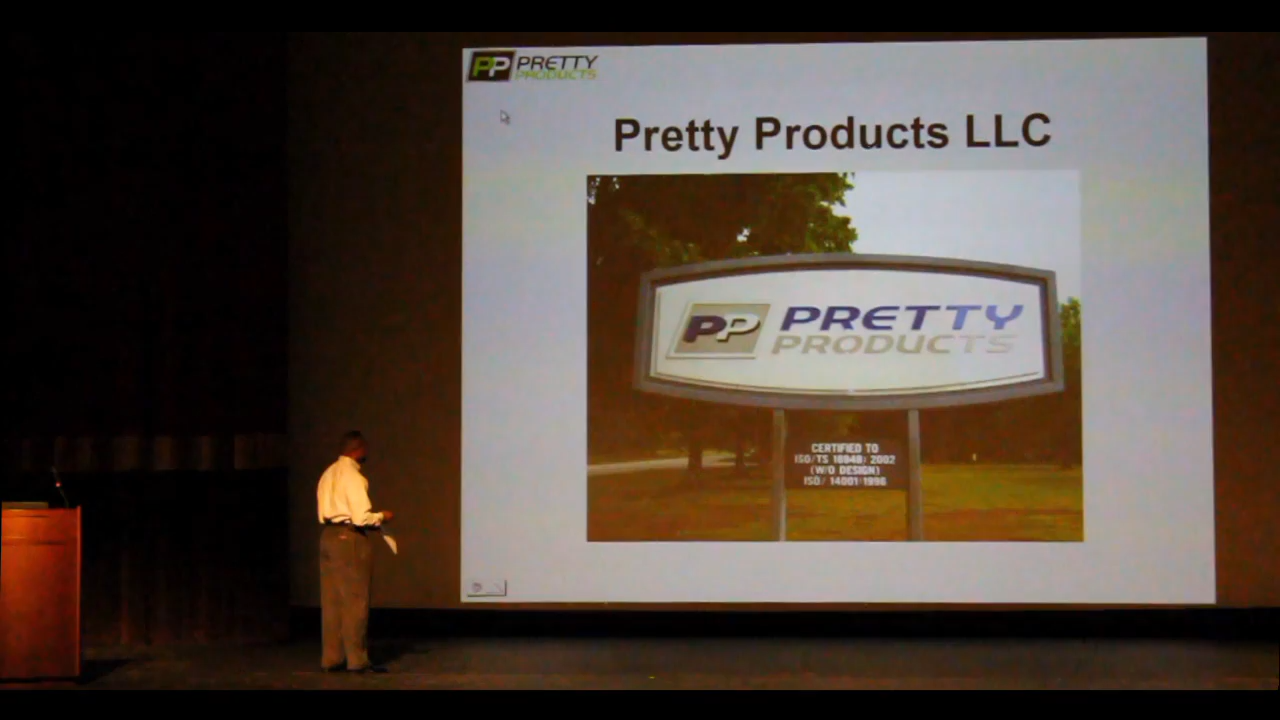 PP PRETTY
PRODUCTS
Pretty Products LLC
PP PRETTY
PRODUCTS
CERTIFIED TO
ISO/TS 16949: 2002
(W/O DESIGN)
ISO/ 14001:1996